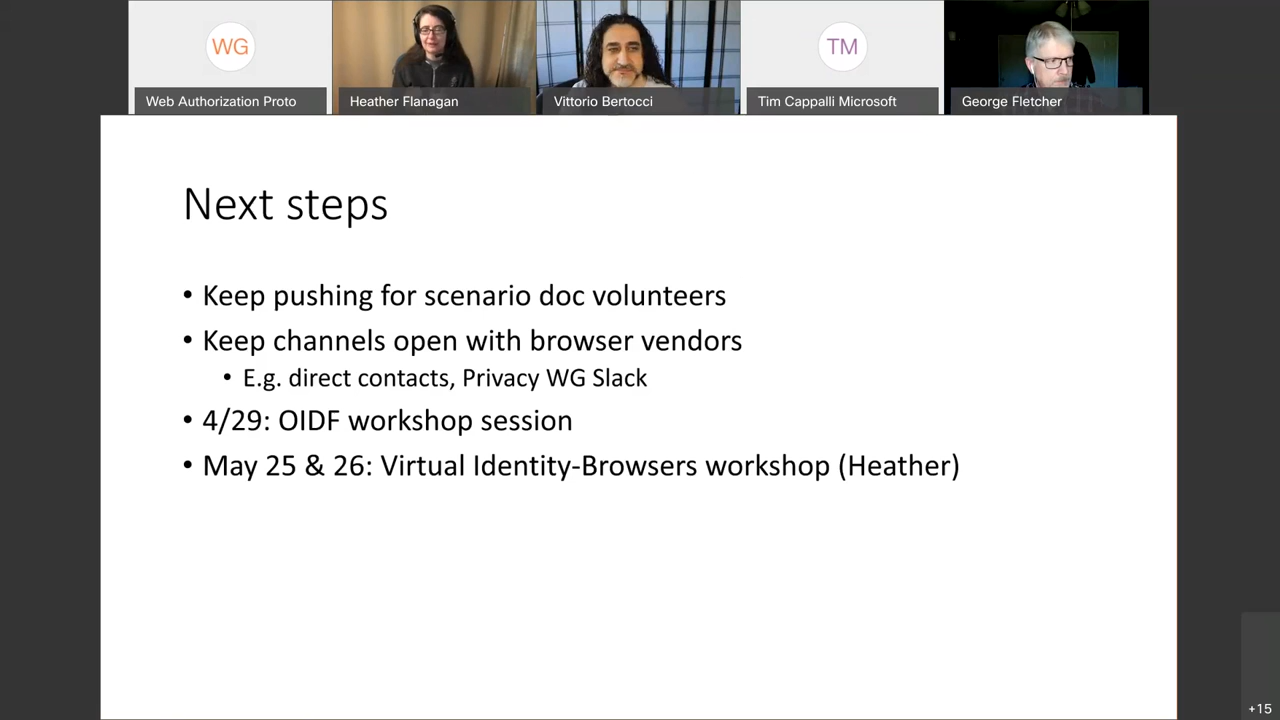 WG
TM
Web Authorization Proto
Heather Flanagan
Vittorio Bertocci
Tim Cappalli Microsoft
George Fletcher
Next steps
• Keep pushing for scenario doc volunteers
• Keep channels open with browser vendors
• E.g. direct contacts, Privacy WG Slack
• 4/29: OIDF workshop session
• May 25 & 26: Virtual Identity-Browsers workshop (Heather)
+15